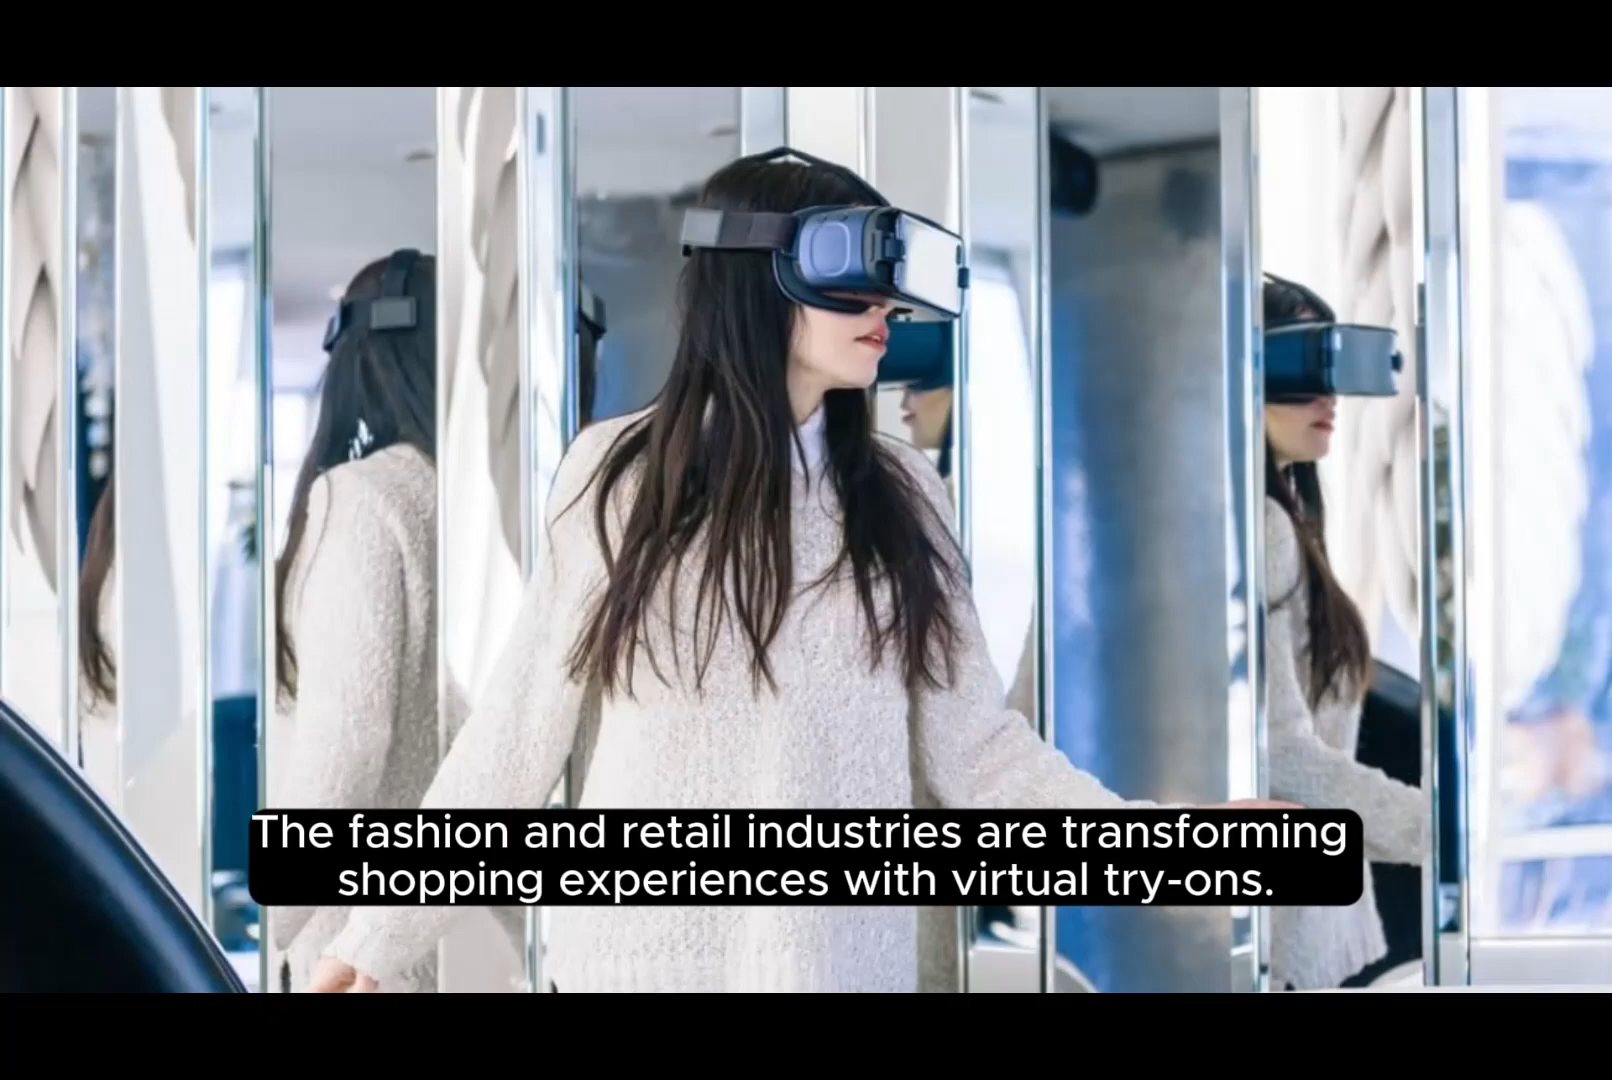 The fashion and retail industries are transforming
shopping experiences with virtual try-ons.